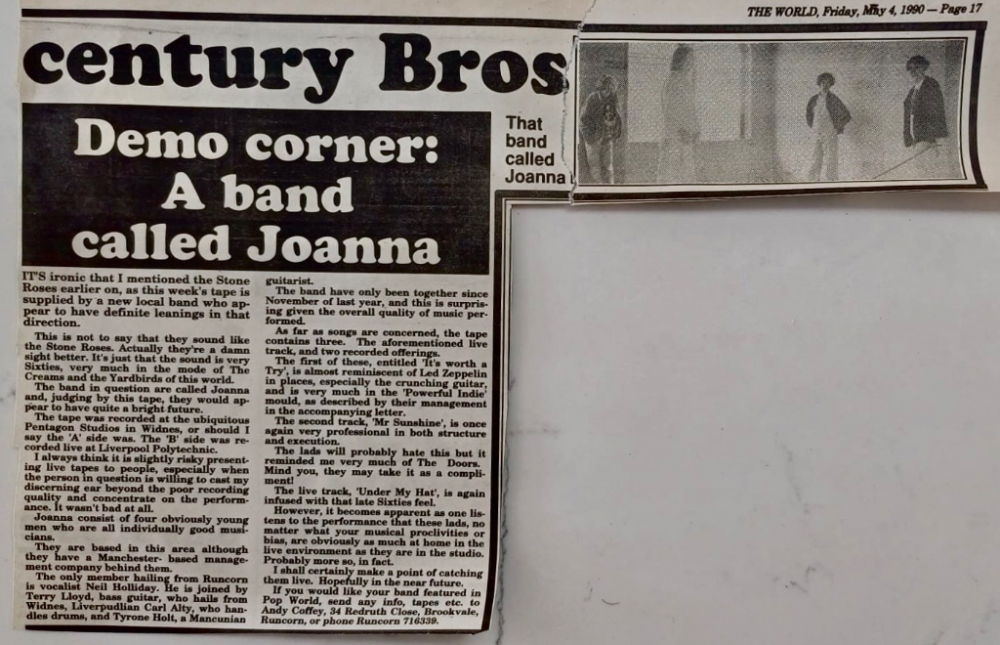 THE WORLD, Friday, May 4, 1990 — Page 17
century Bros
Demo corner:
A band
called Joanna
That
band
called
Joanna
IT'S ironic that I mentioned the Stone
Roses earlier on, as this week's tape is
supplied by a new local band who ap-
pear to have definite leanings in that
direction.
This is not to say that they sound like
the Stone Roses. Actually they're a damn
sight better. It's just that the sound is very
Sixties, very much in the mode of The
Creams and the Yardbirds of this world.
The band in question are called Joanna
and, judging by this tape, they would ap-
pear to have quite a bright future.
The tape was recorded at the ubiquitous
Pentagon Studios in Widnes, or should I
say the 'A' side was. The 'B' side was re-
corded live at Liverpool Polytechnic.
I always think it is slightly risky present-
ing live tapes to people, especially when
the person in question is willing to cast my
discerning ear beyond the poor recording
quality and concentrate on the perform-
ance. It wasn't bad at all.
Joanna consist of four obviously young
men who are all individually good musi-
cians.
They are based in this area although
they have a Manchester- based manage-
ment company behind them.
The only member hailing from Runcorn
is vocalist Neil Holliday. He is joined by
Terry Lloyd, bass guitar, who hails from
Widnes, Liverpudlian Carl Alty, who han-
dles drums, and Tyrone Holt, a Mancunian
guitarist.
The band have only been together since
November of last year, and this is surpris-
ing given the overall quality of music per-
formed.
As far as songs are concerned, the tape
contains three. The aforementioned live
track, and two recorded offerings.
The first of these, entitled 'It's worth a
Try', is almost reminiscent of Led Zeppelin
in places, especially the crunching guitar,
and is very much in the 'Powerful Indie'
mould, as described by their management
in the accompanying letter.
The second track, 'Mr Sunshine', is once
again very professional in both structure
and execution.
The lads will probably hate this but it
reminded me very much of The Doors.
Mind you, they may take it as a compli-
ment!
The live track, 'Under My Hat', is again
infused with that late Sixties feel.
However, it becomes apparent as one lis-
tens to the performance that these lads, no
matter what your musical proclivities or
bias, are obviously as much at home in the
live environment as they are in the studio.
Probably more so, in fact.
I shall certainly make a point of catching
them live. Hopefully in the near future.
If you would like your band featured in
Pop World, send any info, tapes etc. to
Andy Coffey, 34 Redruth Close, Brookvale,
Runcorn, or phone Runcorn 716339.